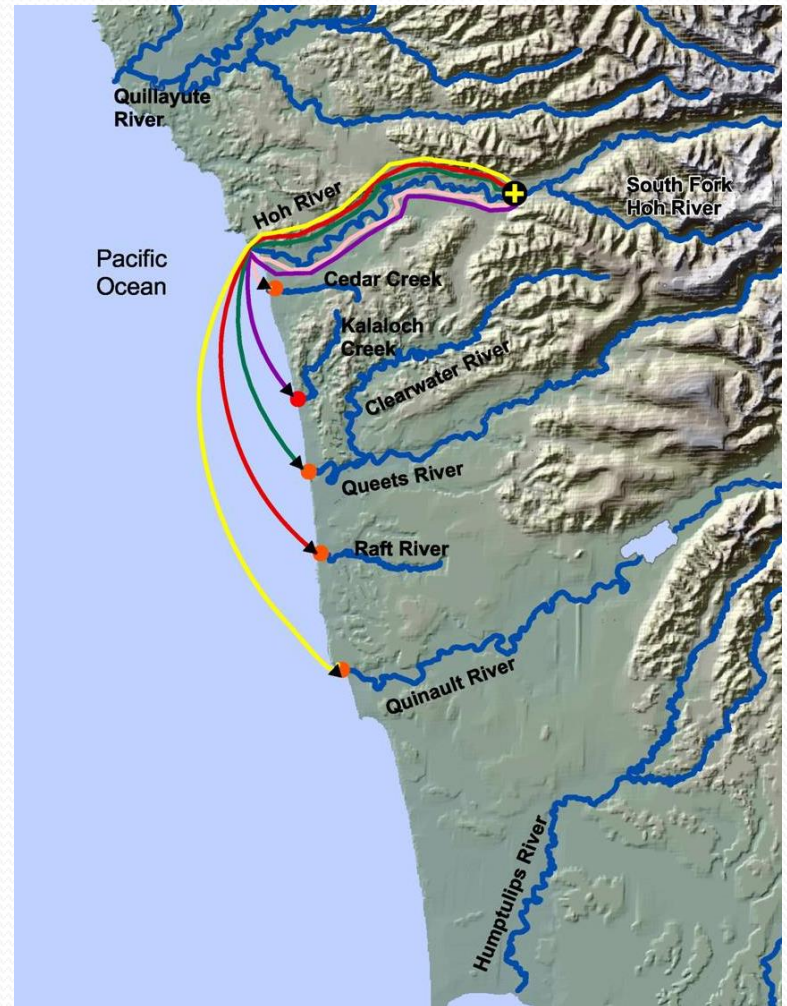 Quillayute
River
Hoh River
South Fork
Hoh River
Pacific
Ocean
Cedar Creek
Kalaloch
Creek
Clearwater River
Queets River
Raft River
Quinault River
Humptulips River